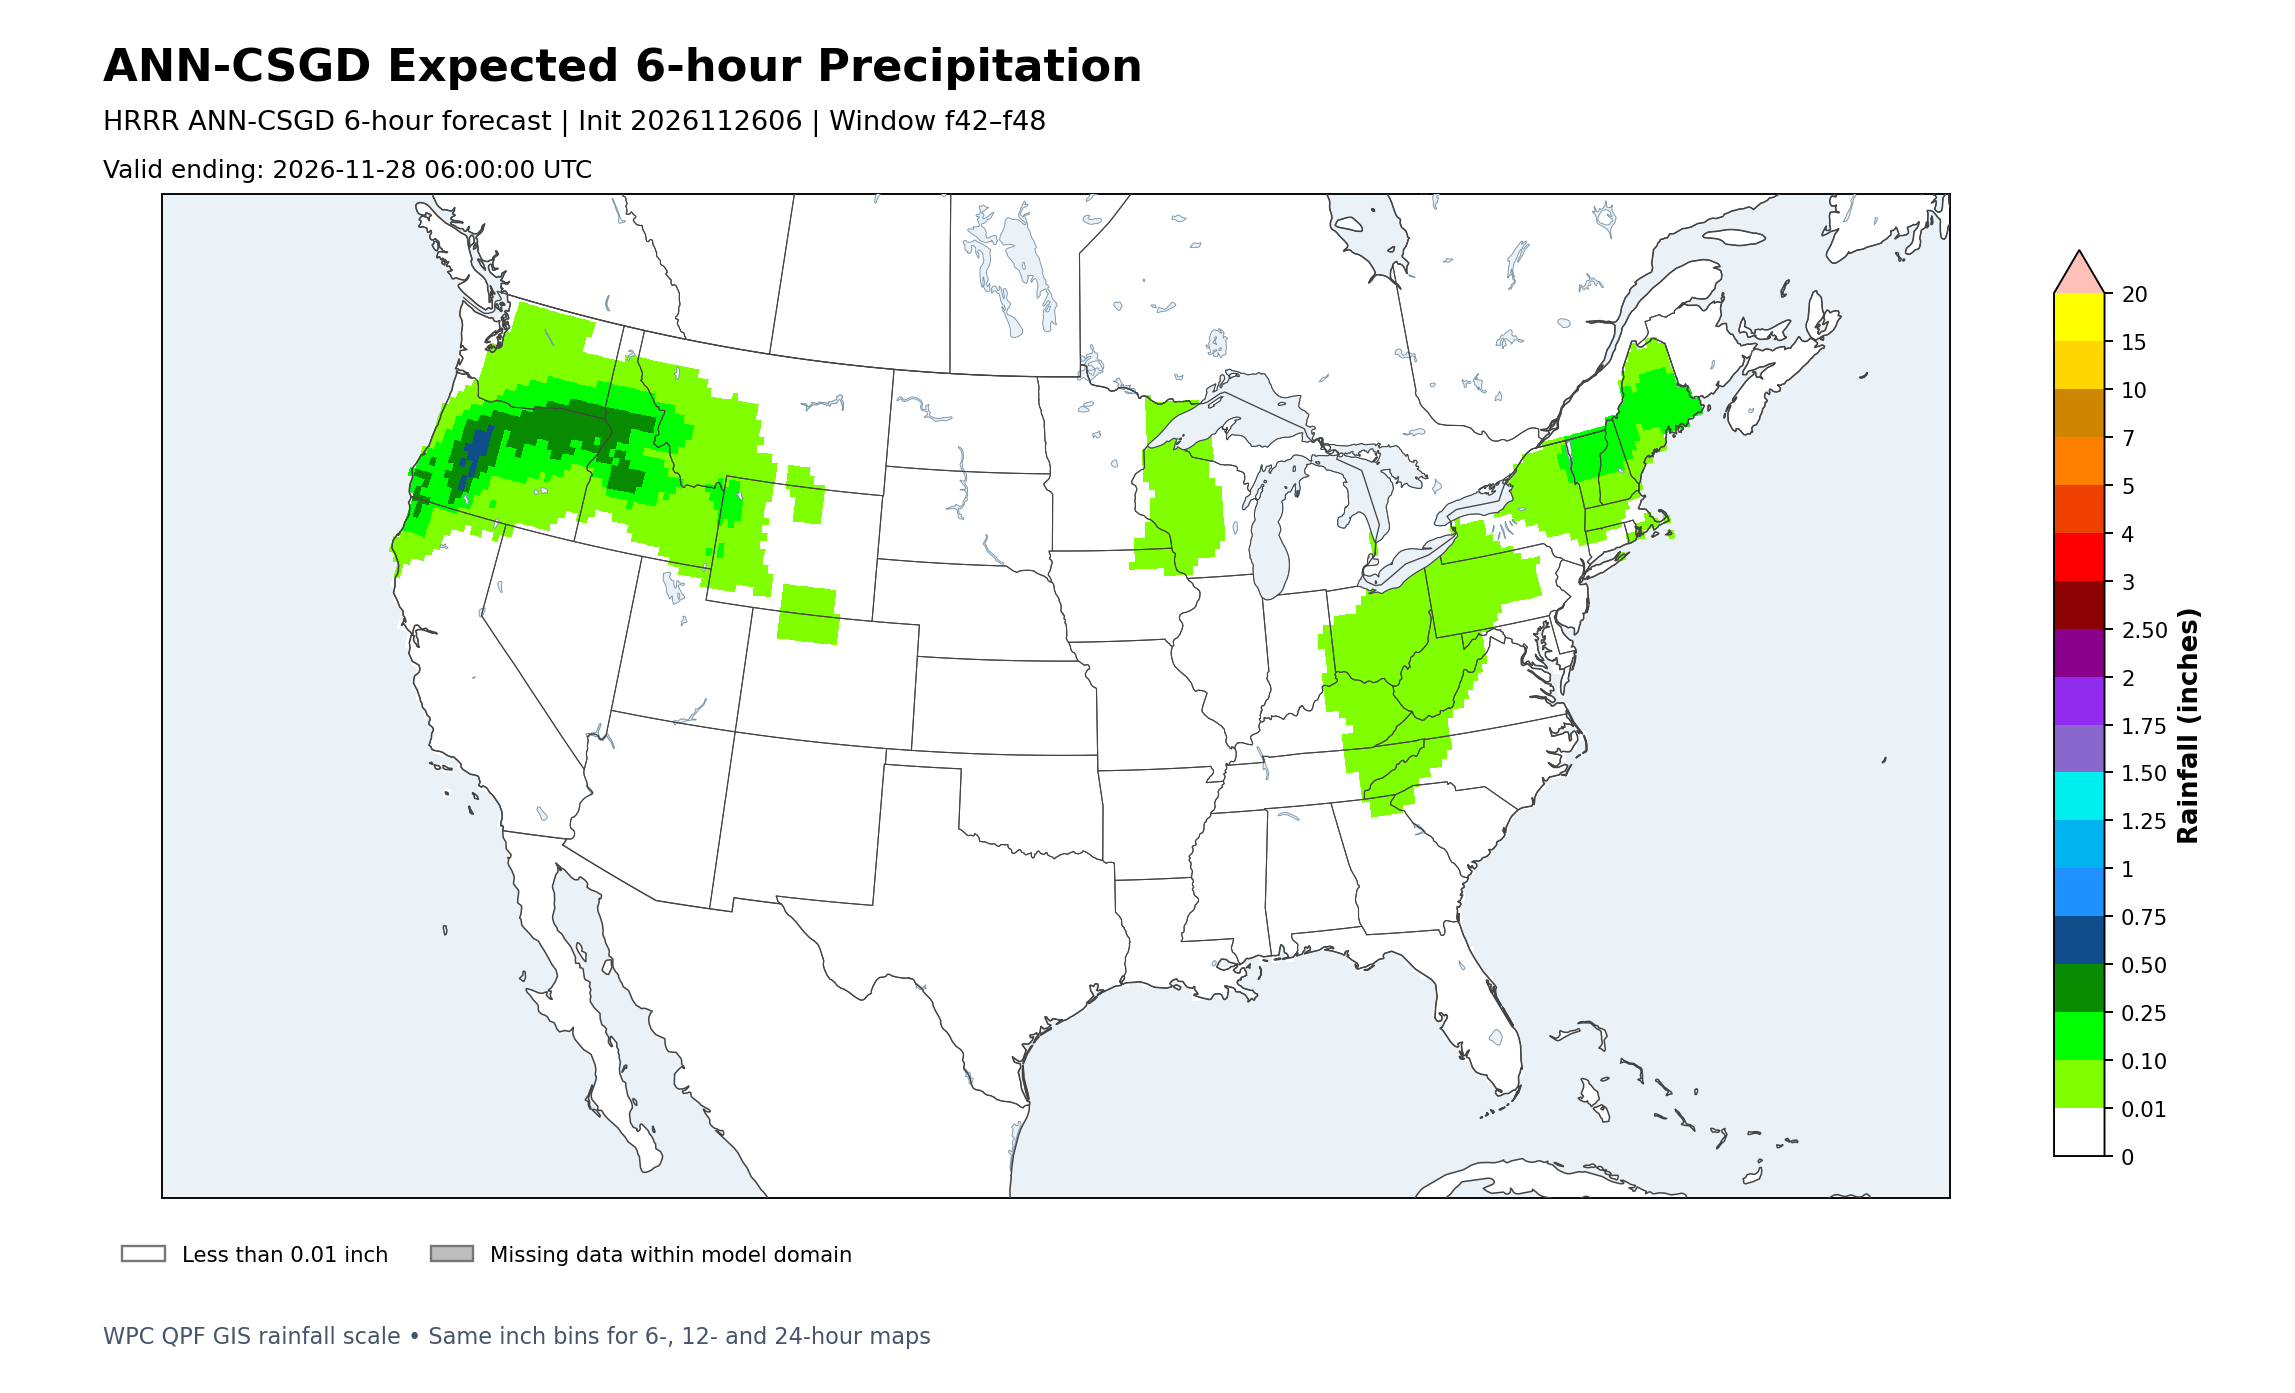 ANN-CSGD Expected 6-hour Precipitation
HRRR ANN-CSGD 6-hour forecast | Init 2026112606 | Window f42–f48
Valid ending: 2026-11-28 06:00:00 UTC
20
15
10
7
5
4
3
2.50
2
1.75
1.50
1.25
1
0.75
0.50
0.25
0.10
0.01
0
Rainfall (inches)
Less than 0.01 inch
Missing data within model domain
WPC QPF GIS rainfall scale • Same inch bins for 6-, 12- and 24-hour maps